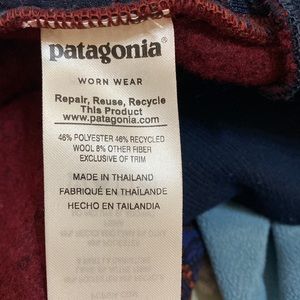 patagonia®
WORN WEAR
Repair, Reuse, Recycle
This Product
www.patagonia.com
46% POLYESTER 46% RECYCLED
WOOL 8% OTHER FIBER
EXCLUSIVE OF TRIM
MADE IN THAILAND
FABRIQUÉ EN THAÏLANDE
HECHO EN TAILANDIA